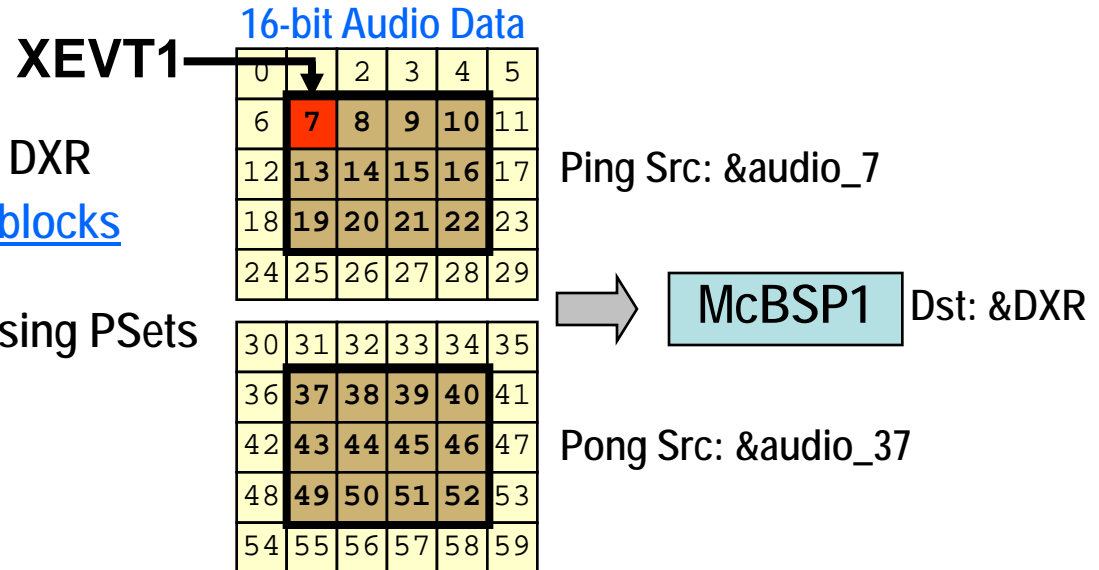 16-bit Audio Data
XEVT1
0 2 3 4 5
6 7 8 9 10 11
DXR
12 13 14 15 16 17
Ping Src: &audio_7
blocks
18 19 20 21 22 23
24 25 26 27 28 29
McBSP1 Dst: &DXR
sing PSets
30 31 32 33 34 35
36 37 38 39 40 41
42 43 44 45 46 47
Pong Src: &audio_37
48 49 50 51 52 53
54 55 56 57 58 59